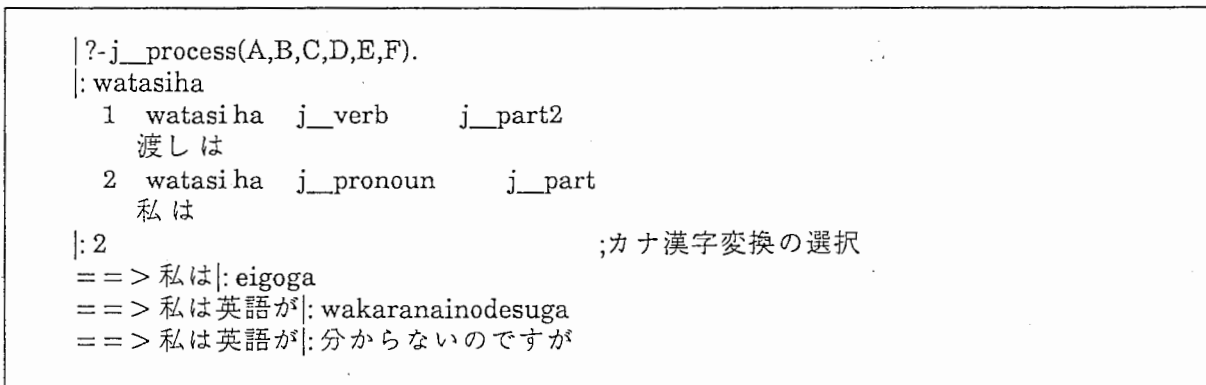 |?-j__process(A,B,C,D,E,F).
|: watasiha
1 watasi ha j__verb j__part2
渡し は
2 watasi ha j__pronoun j__part
私 は
|: 2 ;カナ漢字変換の選択
==> 私は|: eigoga
==> 私は英語が|: wakaranainodesuga
==> 私は英語が|: 分からないのですが